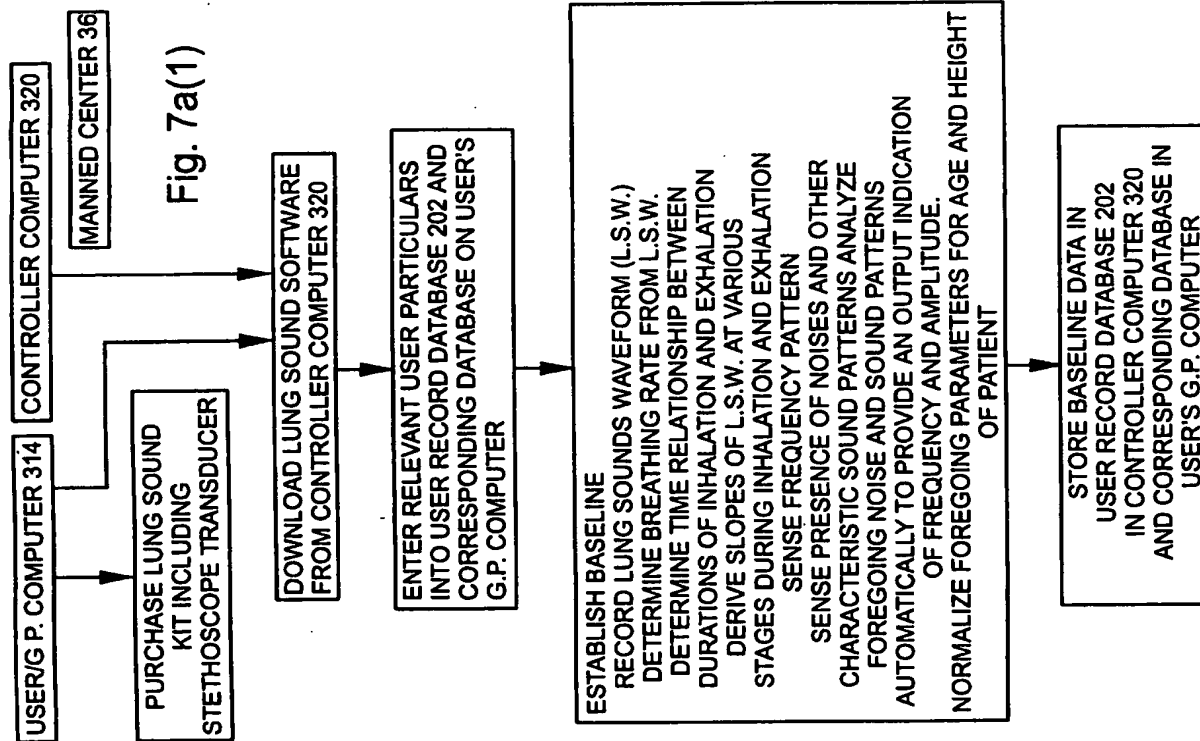 USER/G P. COMPUTER 314
CONTROLLER COMPUTER 320
MANNED CENTER 36
Fig. 7a(1)
PURCHASE LUNG SOUND
KIT INCLUDING
STETHOSCOPE TRANSDUCER
DOWNLOAD LUNG SOUND SOFTWARE
FROM CONTROLLER COMPUTER 320
ENTER RELEVANT USER PARTICULARS
INTO USER RECORD DATABASE 202 AND
CORRESPONDING DATABASE ON USER'S
G.P. COMPUTER
ESTABLISH BASELINE
RECORD LUNG SOUNDS WAVEFORM (L.S.W.)
DETERMINE BREATHING RATE FROM L.S.W.
DETERMINE TIME RELATIONSHIP BETWEEN
DURATIONS OF INHALATION AND EXHALATION
DERIVE SLOPES OF L.S.W. AT VARIOUS
STAGES DURING INHALATION AND EXHALATION
SENSE FREQUENCY PATTERN
SENSE PRESENCE OF NOISES AND OTHER
CHARACTERISTIC SOUND PATTERNS ANALYZE
FOREGOING NOISE AND SOUND PATTERNS
AUTOMATICALLY TO PROVIDE AN OUTPUT INDICATION
OF FREQUENCY AND AMPLITUDE.
NORMALIZE FOREGOING PARAMETERS FOR AGE AND HEIGHT
OF PATIENT
STORE BASELINE DATA IN
USER RECORD DATABASE 202
IN CONTROLLER COMPUTER 320
AND CORRESPONDING DATABASE IN
USER'S G.P. COMPUTER